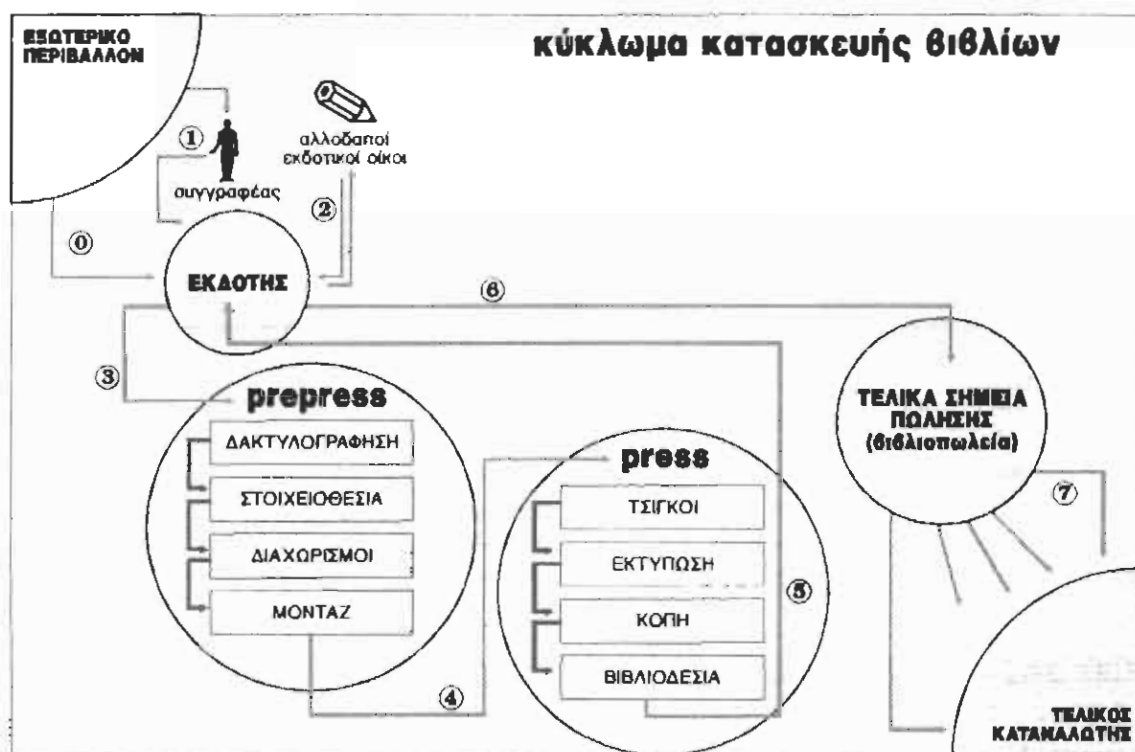 ΕΞΩΤΕΡΙΚΟ
ΠΕΡΙΒΑΛΛΟΝ
κύκλωμα κατασκευής βιβλίων
①
συγγραφέας
αλλοδαποί
εκδοτικοί οίκοι
②
⓪
ΕΚΔΟΤΗΣ
⑥
③
prepress
ΔΑΚΤΥΛΟΓΡΑΦΗΣΗ
ΣΤΟΙΧΕΙΟΘΕΣΙΑ
ΔΙΑΧΩΡΙΣΜΟΙ
ΜΟΝΤΑΖ
④
press
ΤΣΙΓΚΟΙ
ΕΚΤΥΠΩΣΗ
ΚΟΠΗ
ΒΙΒΛΙΟΔΕΣΙΑ
⑤
ΤΕΛΙΚΑ ΣΗΜΕΙΑ
ΠΩΛΗΣΗΣ
(βιβλιοπωλεία)
⑦
ΤΕΛΙΚΟΣ
ΚΑΤΑΝΑΛΩΤΗΣ